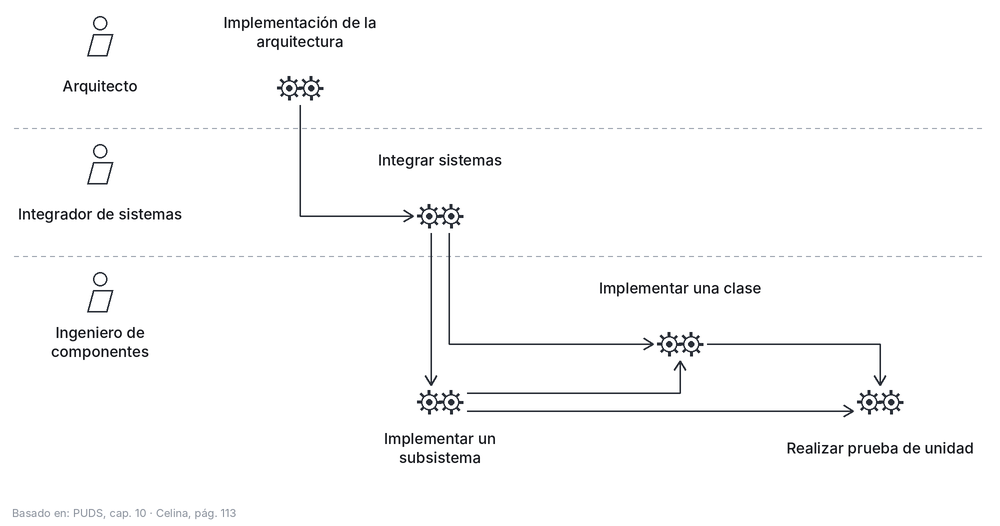 Implementación de la
arquitectura
Arquitecto
Integrar sistemas
Integrador de sistemas
Implementar una clase
Ingeniero de
componentes
Implementar un
subsistema
Realizar prueba de unidad
Basado en: PUDS, cap. 10 · Celina, pág. 113